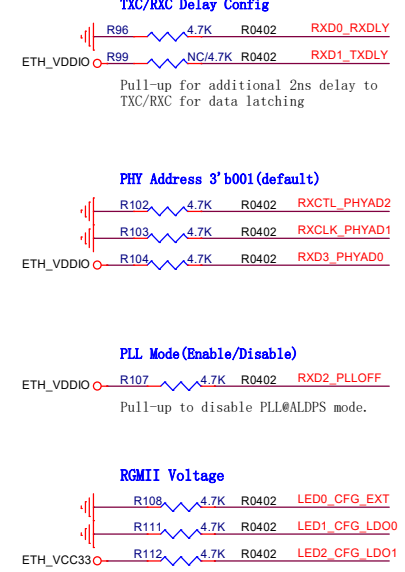 TXC/RXC Delay Config
R96 4.7K R0402 RXD0_RXDLY
ETH_VDDIO R99 NC/4.7K R0402 RXD1_TXDLY
Pull-up for additional 2ns delay to
TXC/RXC for data latching
PHY Address 3'b001(default)
R102 4.7K R0402 RXCTL_PHYAD2
R103 4.7K R0402 RXCLK_PHYAD1
ETH_VDDIO R104 4.7K R0402 RXD3_PHYAD0
PLL Mode(Enable/Disable)
ETH_VDDIO R107 4.7K R0402 RXD2_PLLOFF
Pull-up to disable PLL@ALDPS mode.
RGMII Voltage
R108 4.7K R0402 LED0_CFG_EXT
R111 4.7K R0402 LED1_CFG_LDO0
ETH_VCC33 R112 4.7K R0402 LED2_CFG_LDO1